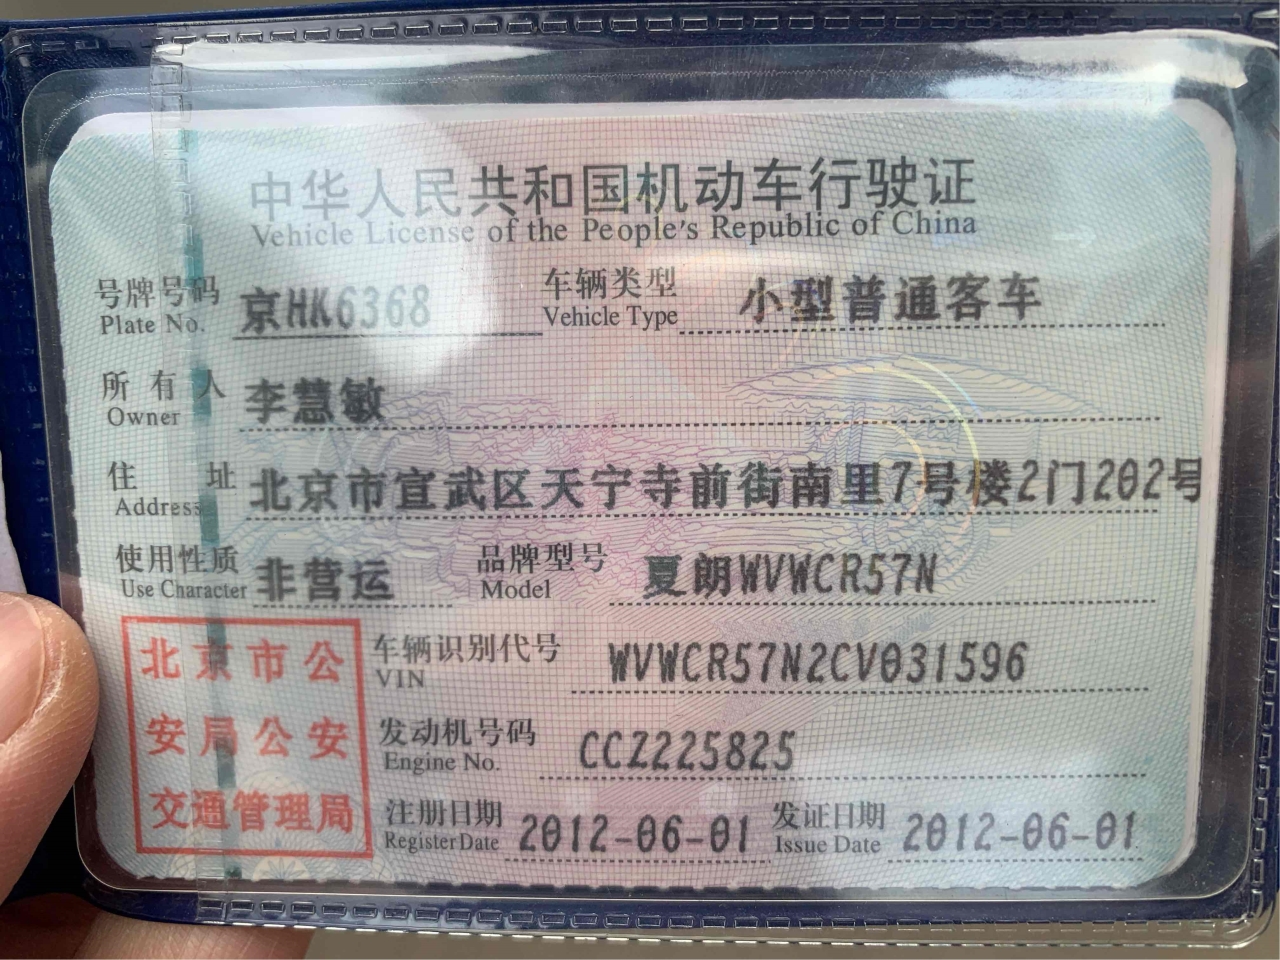 中华人民共和国机动车行驶证
Vehicle License of the People's Republic of China
号牌号码 京HK6368 车辆类型 小型普通客车
Plate No. Vehicle Type
所有人 李慧敏
Owner
住址 北京市宣武区天宁寺前街南里7号楼2门202号
Address
使用性质 非营运 品牌型号 夏朗WVWCR57N
Use Character Model
北京市公
安局公安
交通管理局
车辆识别代号 WVWCR57N2CV031596
VIN
发动机号码 CCZ225825
Engine No.
注册日期 2012-06-01 发证日期 2012-06-01
Register Date Issue Date